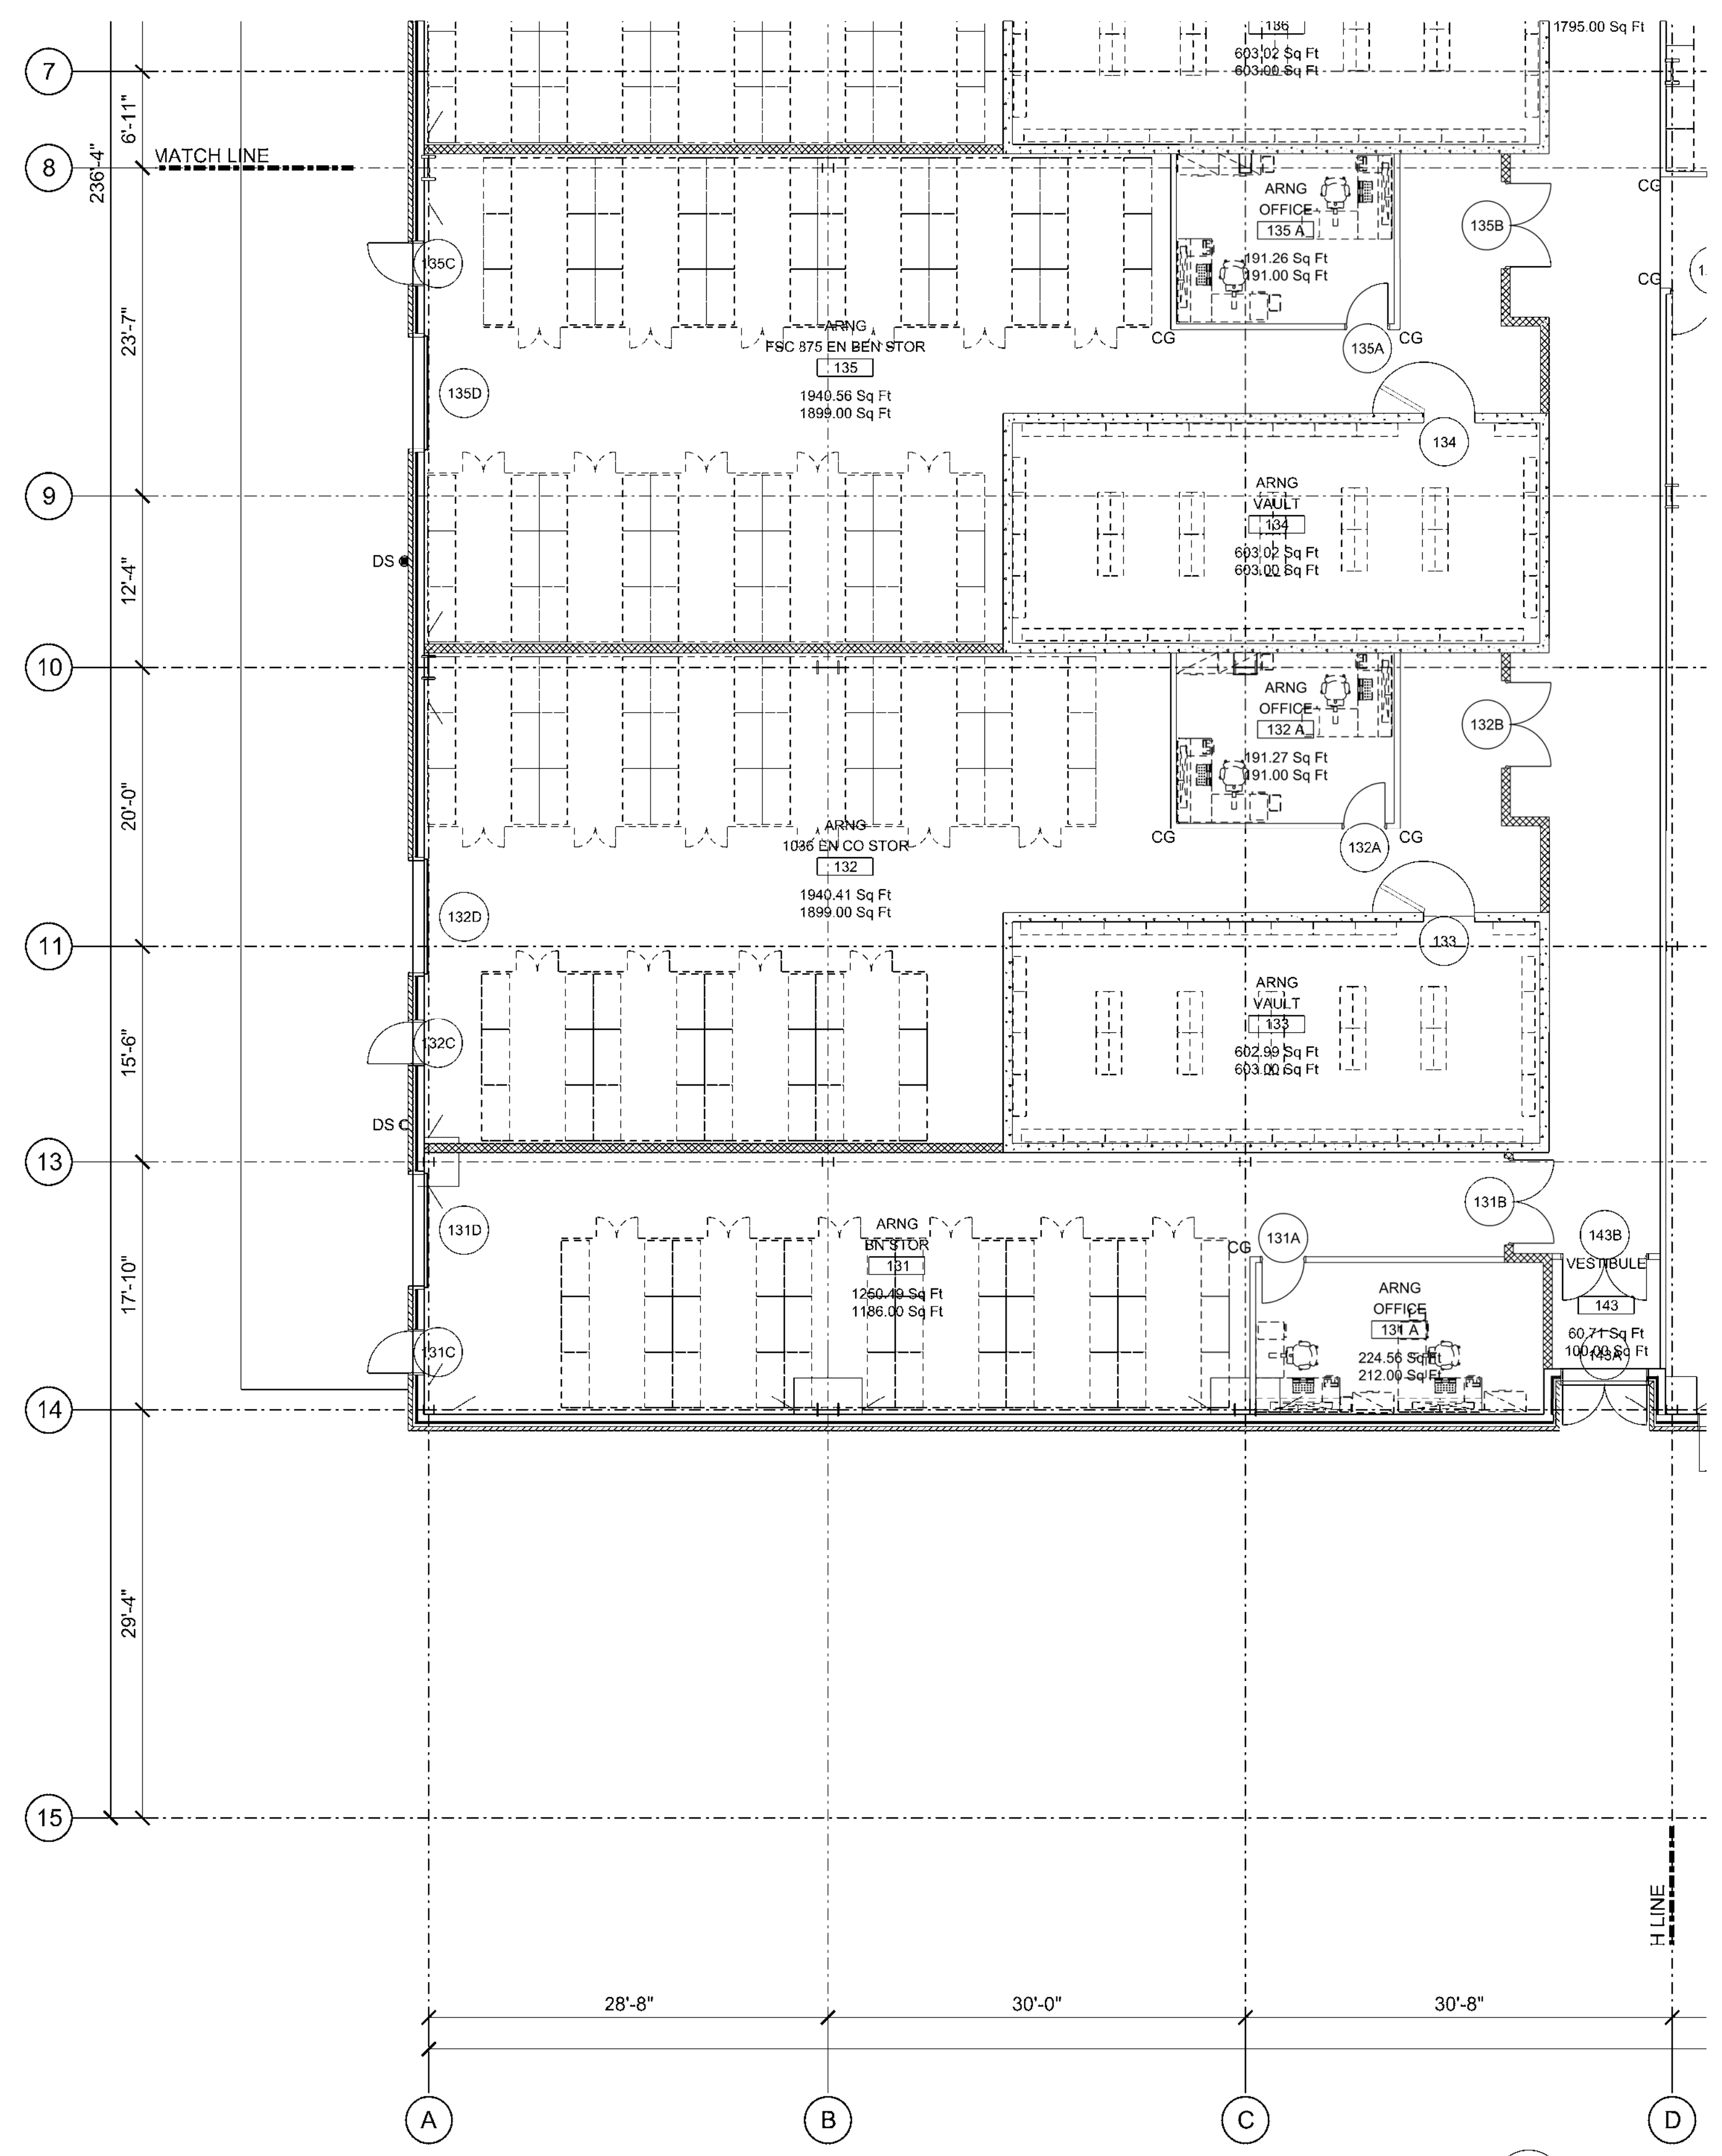 136
603.02 Sq Ft
603.00 Sq Ft
1795.00 Sq Ft
7
6'-11"
236'-4"
MATCH LINE
8
CG
ARNG
OFFICE
135 A
191.26 Sq Ft
191.00 Sq Ft
135B
135C
CG
23'-7"
ARNG
FSC 875 EN BEN STOR
135
1940.56 Sq Ft
1899.00 Sq Ft
CG
135A
CG
135D
134
9
ARNG
VAULT
134
603.02 Sq Ft
603.00 Sq Ft
DS
12'-4"
10
ARNG
OFFICE
132 A
191.27 Sq Ft
191.00 Sq Ft
132B
20'-0"
ARNG
1036 EN CO STOR
132
1940.41 Sq Ft
1899.00 Sq Ft
CG
132A
CG
132D
133
11
ARNG
VAULT
133
602.99 Sq Ft
603.00 Sq Ft
132C
15'-6"
DS
13
131B
131D
ARNG
BN STOR
131
1250.49 Sq Ft
1186.00 Sq Ft
CG
131A
143B
VESTIBULE
143
60.71 Sq Ft
100.00 Sq Ft
143A
17'-10"
ARNG
OFFICE
131 A
224.56 Sq Ft
212.00 Sq Ft
131C
14
29'-4"
15
H LINE
28'-8"
30'-0"
30'-8"
A
B
C
D